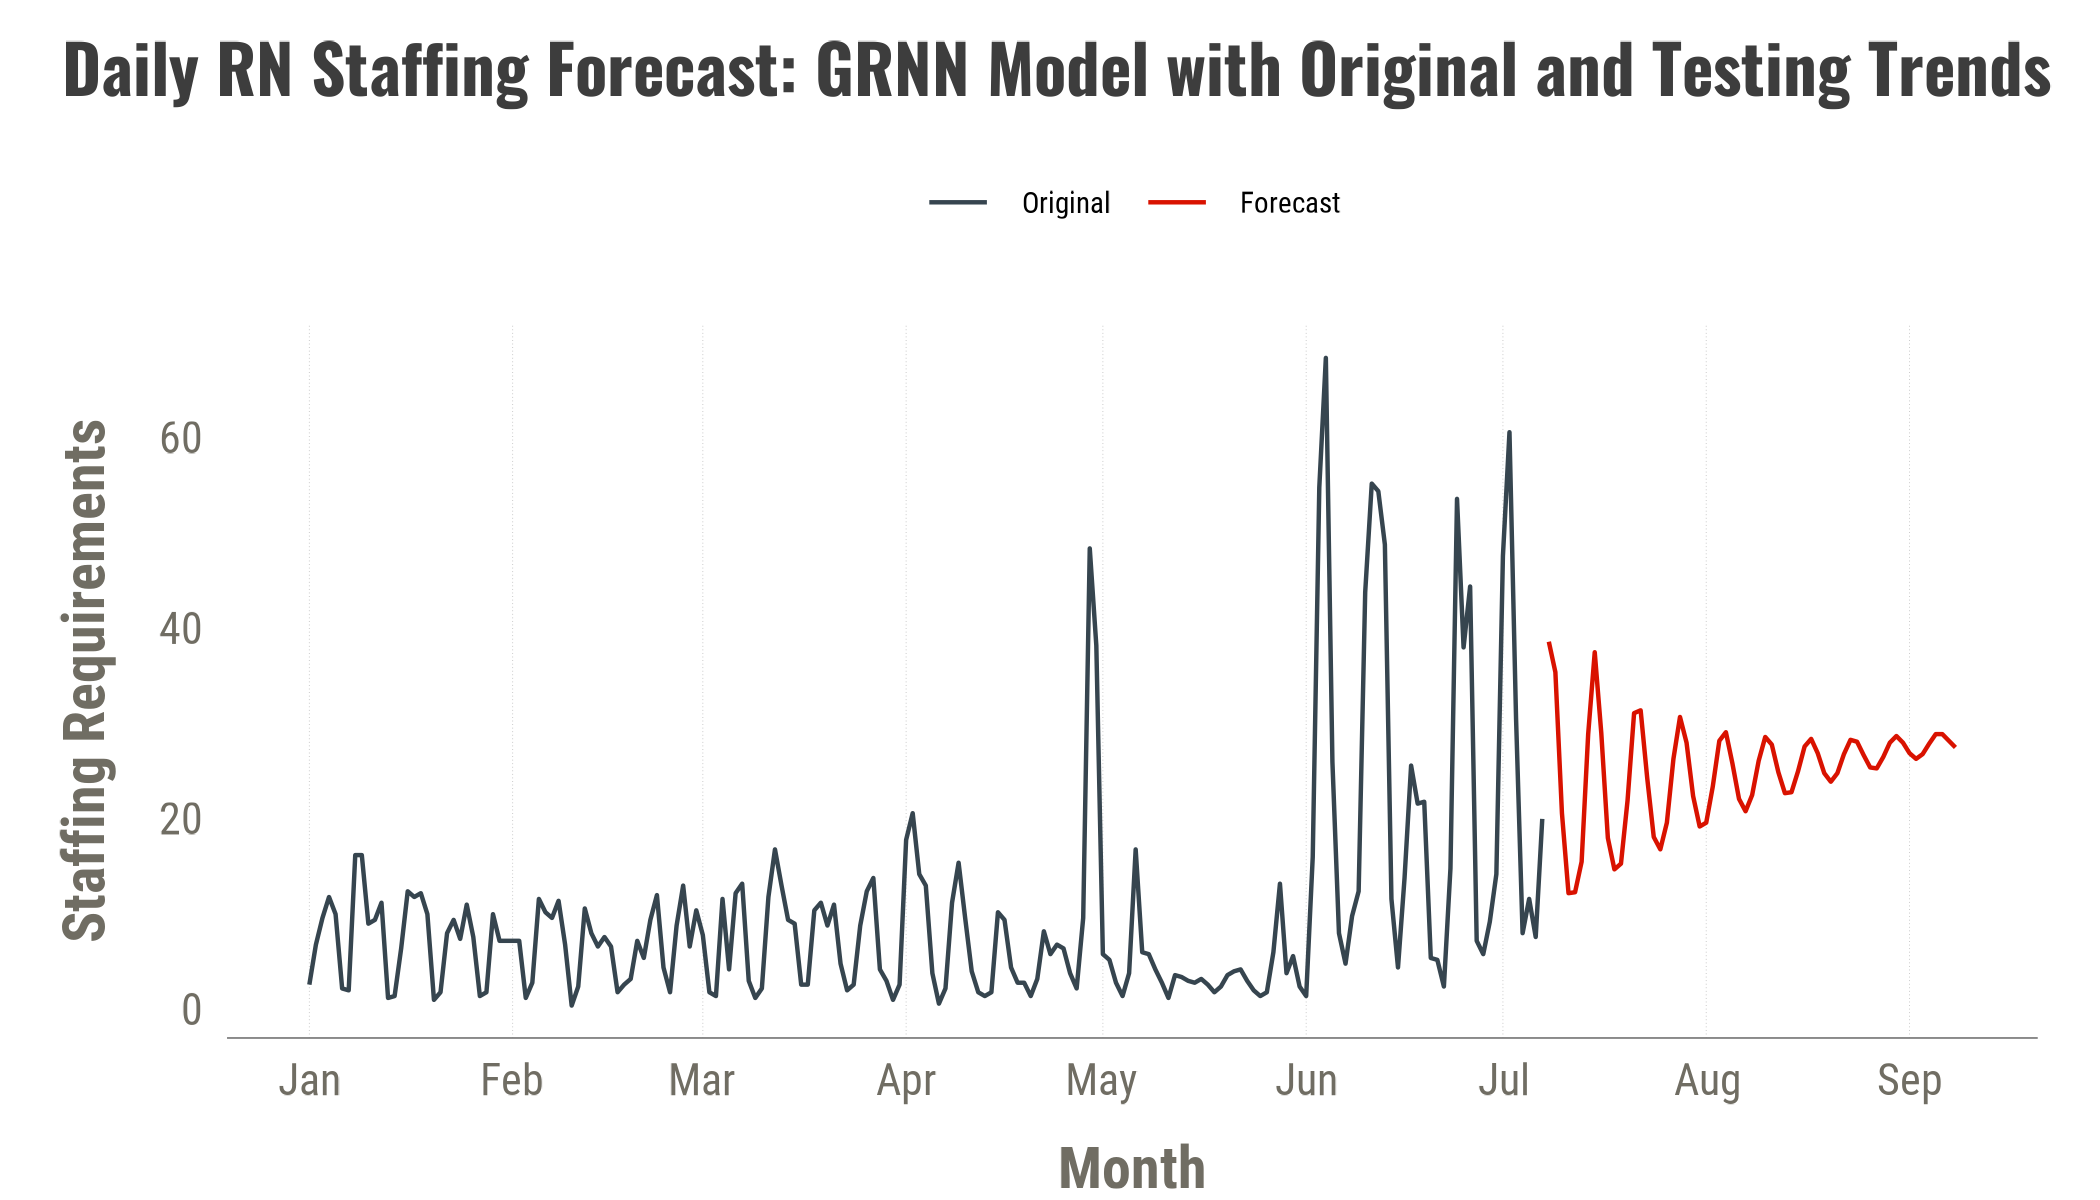 Daily RN Staffing Forecast: GRNN Model with Original and Testing Trends
Original Forecast
Staffing Requirements
60
40
20
0
Jan Feb Mar Apr May Jun Jul Aug Sep
Month